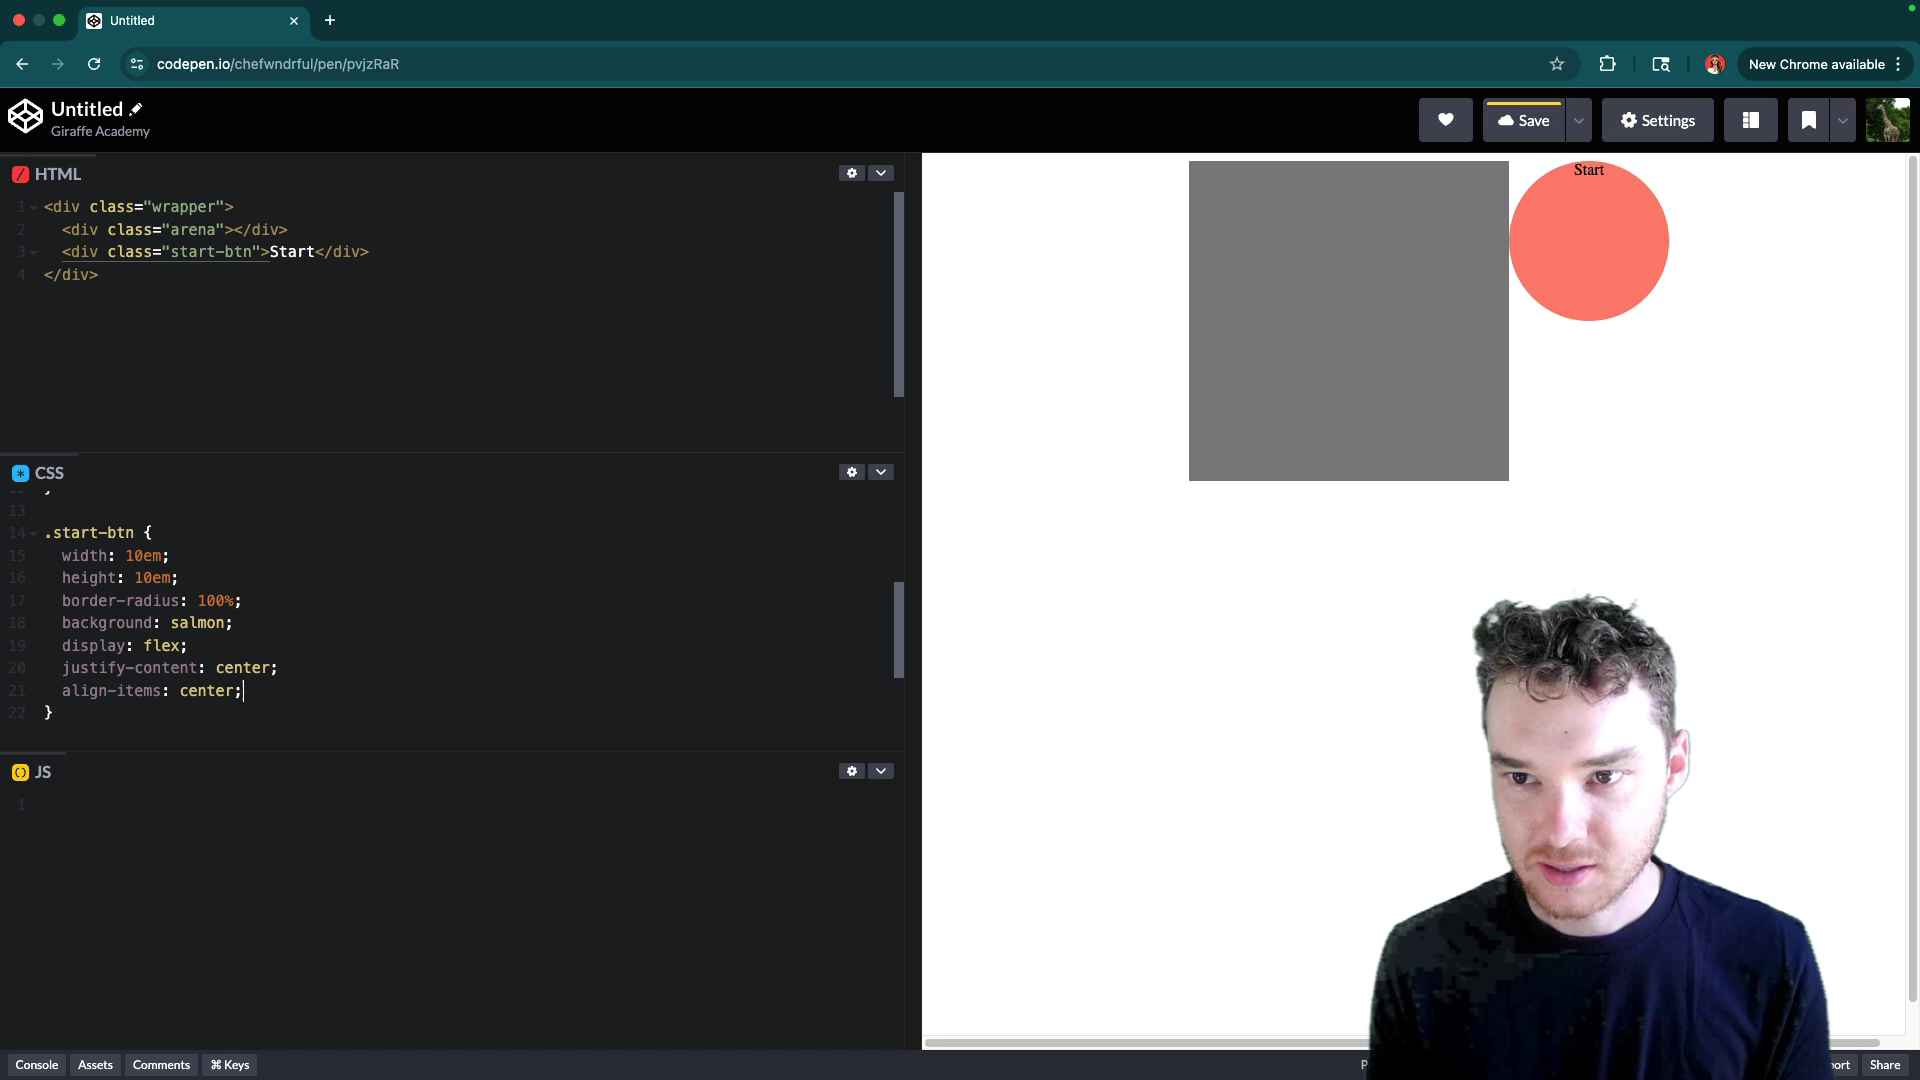 Untitled
codepen.io/chefwndrful/pen/pvjzRaR
New Chrome available
Untitled
Giraffe Academy
Save
Settings
HTML
1 <div class="wrapper">
2 <div class="arena"></div>
3 <div class="start-btn">Start</div>
4 </div>
CSS
13
14 .start-btn {
15 width: 10em;
16 height: 10em;
17 border-radius: 100%;
18 background: salmon;
19 display: flex;
20 justify-content: center;
21 align-items: center;
22 }
JS
1
Start
Console
Assets
Comments
⌘ Keys
Share